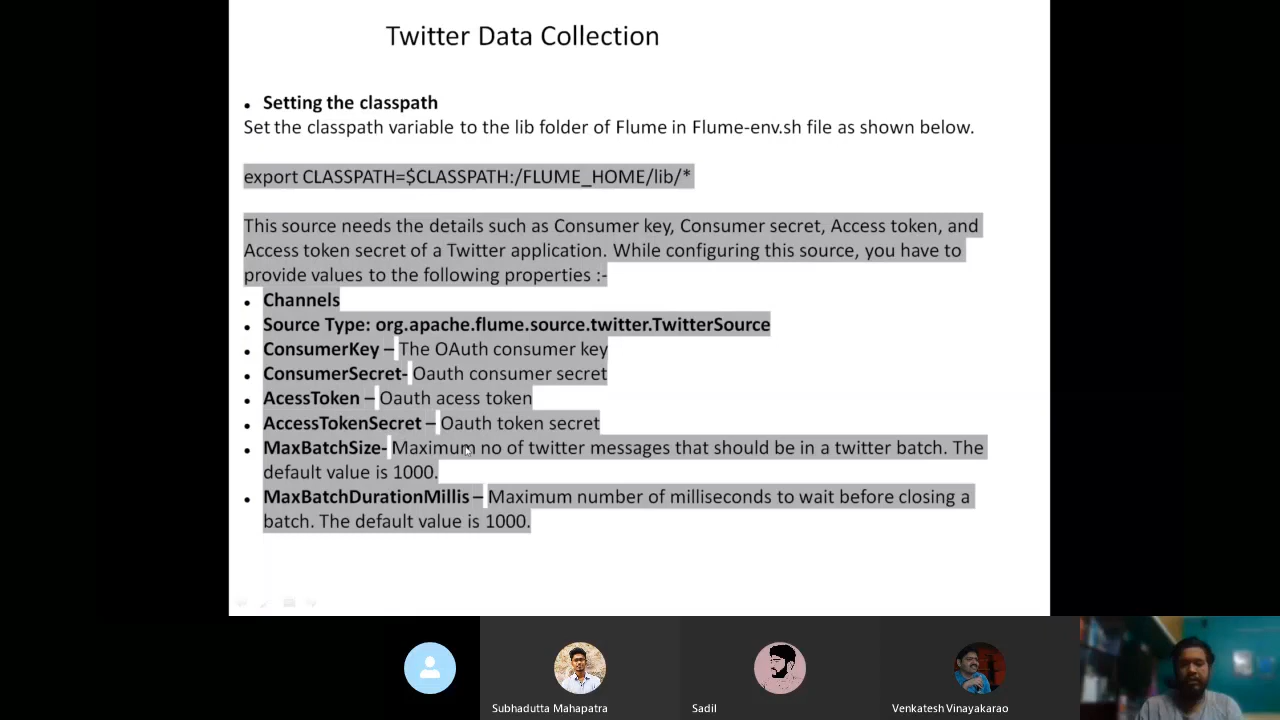 Twitter Data Collection
• Setting the classpath
Set the classpath variable to the lib folder of Flume in Flume-env.sh file as shown below.
export CLASSPATH=$CLASSPATH:/FLUME_HOME/lib/*
This source needs the details such as Consumer key, Consumer secret, Access token, and
Access token secret of a Twitter application. While configuring this source, you have to
provide values to the following properties :-
• Channels
• Source Type: org.apache.flume.source.twitter.TwitterSource
• ConsumerKey – The OAuth consumer key
• ConsumerSecret- Oauth consumer secret
• AcessToken – Oauth acess token
• AccessTokenSecret – Oauth token secret
• MaxBatchSize- Maximum no of twitter messages that should be in a twitter batch. The
default value is 1000.
• MaxBatchDurationMillis – Maximum number of milliseconds to wait before closing a
batch. The default value is 1000.
Subhadutta Mahapatra
Sadil
Venkatesh Vinayakarao